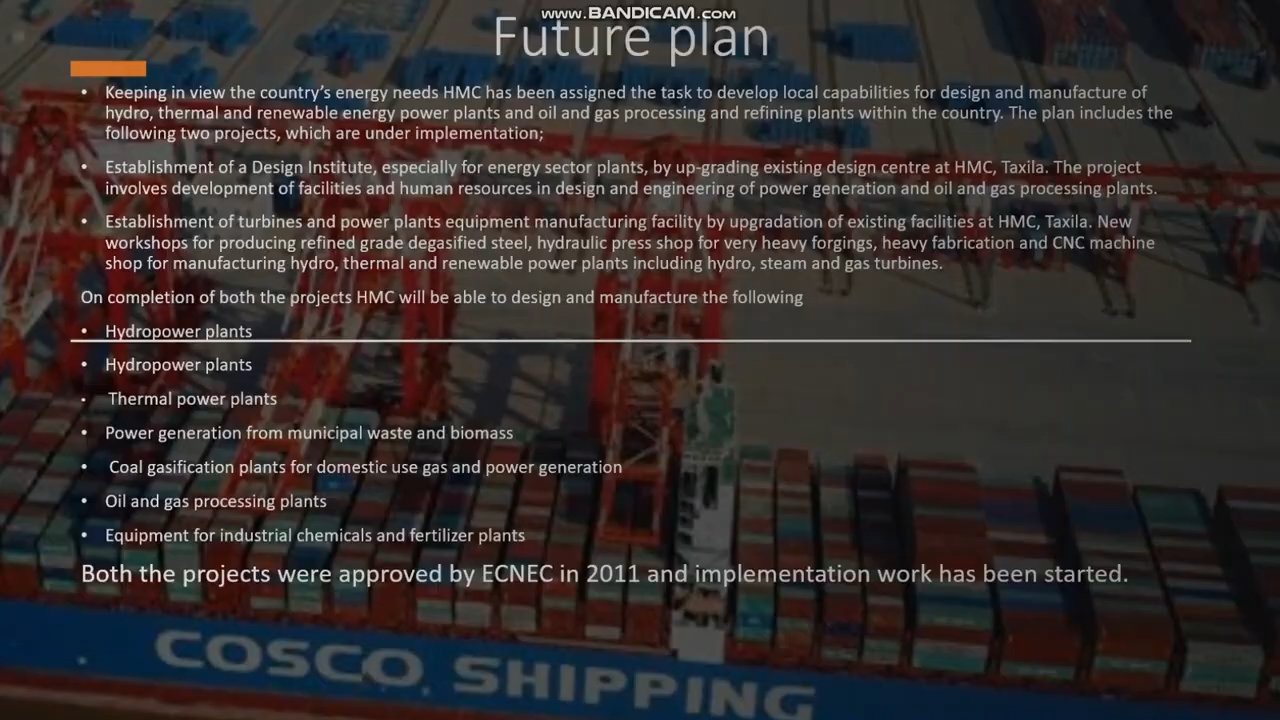 www.BANDICAM.com
Future plan
• Keeping in view the country's energy needs HMC has been assigned the task to develop local capabilities for design and manufacture of
hydro, thermal and renewable energy power plants and oil and gas processing and refining plants within the country. The plan includes the
following two projects, which are under implementation;
• Establishment of a Design Institute, especially for energy sector plants, by up-grading existing design centre at HMC, Taxila. The project
involves development of facilities and human resources in design and engineering of power generation and oil and gas processing plants.
• Establishment of turbines and power plants equipment manufacturing facility by upgradation of existing facilities at HMC, Taxila. New
workshops for producing refined grade degasified steel, hydraulic press shop for very heavy forgings, heavy fabrication and CNC machine
shop for manufacturing hydro, thermal and renewable power plants including hydro, steam and gas turbines.
On completion of both the projects HMC will be able to design and manufacture the following
• Hydropower plants
• Hydropower plants
• Thermal power plants
• Power generation from municipal waste and biomass
• Coal gasification plants for domestic use gas and power generation
• Oil and gas processing plants
• Equipment for industrial chemicals and fertilizer plants
Both the projects were approved by ECNEC in 2011 and implementation work has been started.
COSCO SHIPPING